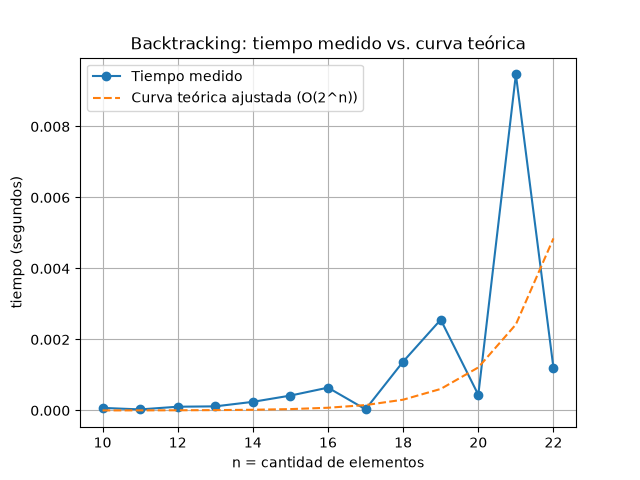 Backtracking: tiempo medido vs. curva teórica
Tiempo medido
Curva teórica ajustada (O(2^n))
tiempo (segundos)
0.008
0.006
0.004
0.002
0.000
10 12 14 16 18 20 22
n = cantidad de elementos